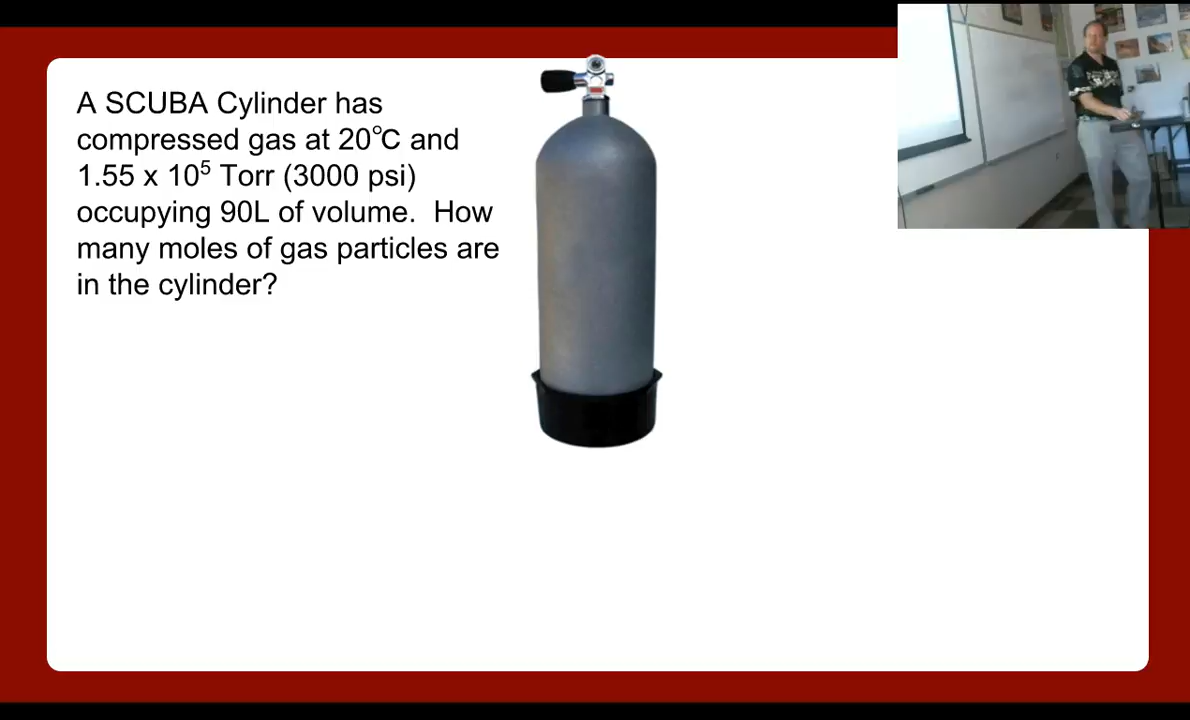 A SCUBA Cylinder has
compressed gas at 20℃ and
1.55 x 10⁵ Torr (3000 psi)
occupying 90L of volume.  How
many moles of gas particles are
in the cylinder?